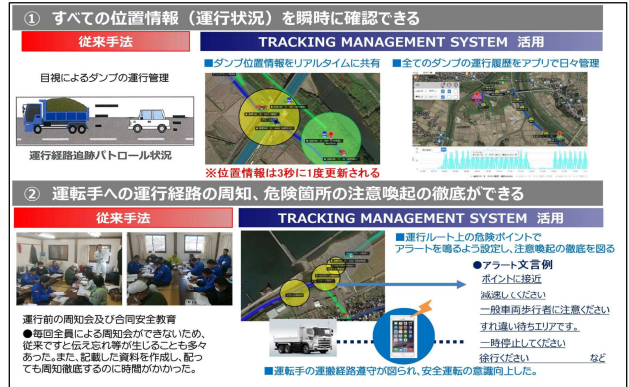 ① すべての位置情報（運行状況）を瞬時に確認できる
従来手法
TRACKING MANAGEMENT SYSTEM 活用
目視によるダンプの運行管理
運行経路追跡パトロール状況
■ダンプ位置情報をリアルタイムに共有
■全てのダンプの運行履歴をアプリで日々管理
※位置情報は3秒に1度更新される
② 運転手への運行経路の周知、危険箇所の注意喚起の徹底ができる
従来手法
TRACKING MANAGEMENT SYSTEM 活用
運行前の周知会及び合同安全教育
●毎回全員による周知会ができないため、
従来ですと伝え忘れ等が生じることも多々
あった。また、記載した資料を作成し、配っ
ても周知徹底するのに時間がかかった。
■運行ルート上の危険ポイントで
アラートを鳴るよう設定し、注意喚起の徹底を図る
●アラート文言例
ポイントに接近
減速してください
一般車両歩行者に注意ください
すれ違い待ちエリアです。
一時停止してください
徐行ください など
■運転手の運搬経路遵守が図られ、安全運転の意識向上した。